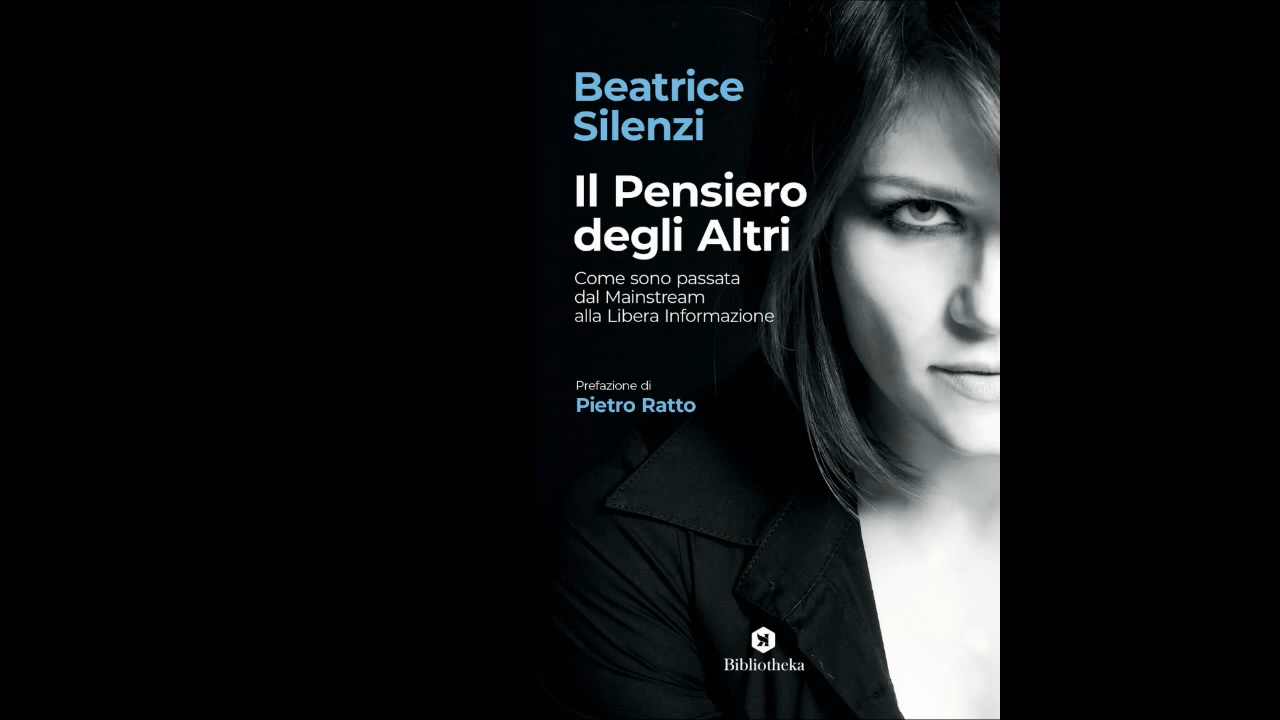 Beatrice
Silenzi
Il Pensiero
degli Altri
Come sono passata
dal Mainstream
alla Libera Informazione
Prefazione di
Pietro Ratto
Bibliotheka